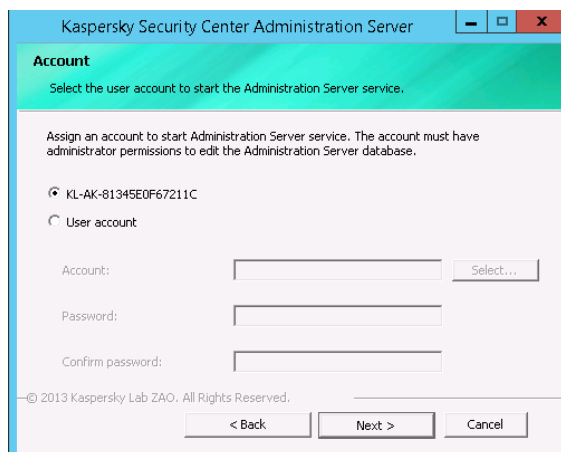 Kaspersky Security Center Administration Server
Account
Select the user account to start the Administration Server service.
Assign an account to start Administration Server service. The account must have
administrator permissions to edit the Administration Server database.
KL-AK-81345E0F67211C
User account
Account:
Select...
Password:
Confirm password:
© 2013 Kaspersky Lab ZAO. All Rights Reserved.
< Back
Next >
Cancel